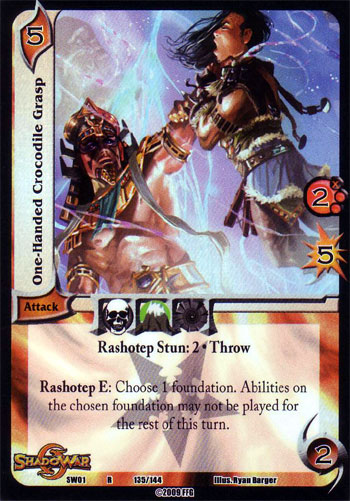 5
One-Handed Crocodile Grasp
2
5
Attack
Rashotep Stun: 2 • Throw
Rashotep E: Choose 1 foundation. Abilities on
the chosen foundation may not be played for
the rest of this turn.
SHADOWAR
2
SW01 R 135/144 Illus. Ryan Barger
©2009 FFG